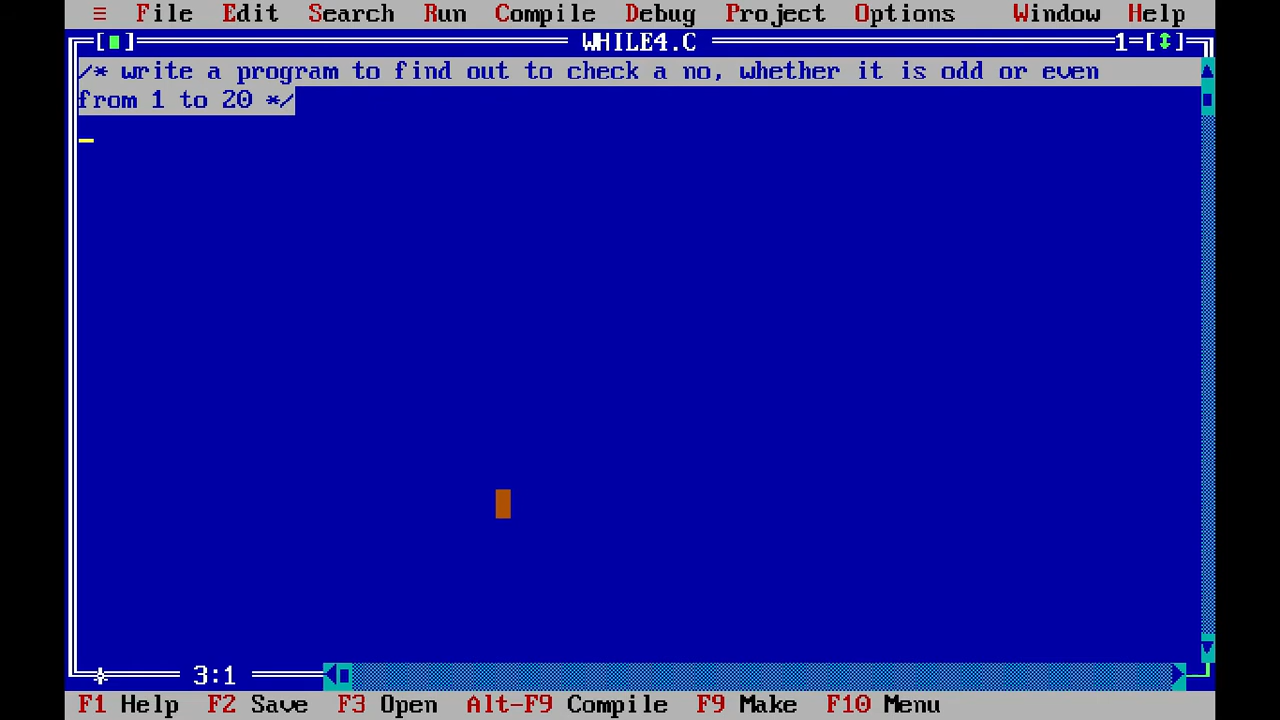 ≡ File Edit Search Run Compile Debug Project Options Window Help
[■] WHILE4.C 1=[↕]
/* write a program to find out to check a no, whether it is odd or even
from 1 to 20 */
3:1
F1 Help F2 Save F3 Open Alt-F9 Compile F9 Make F10 Menu